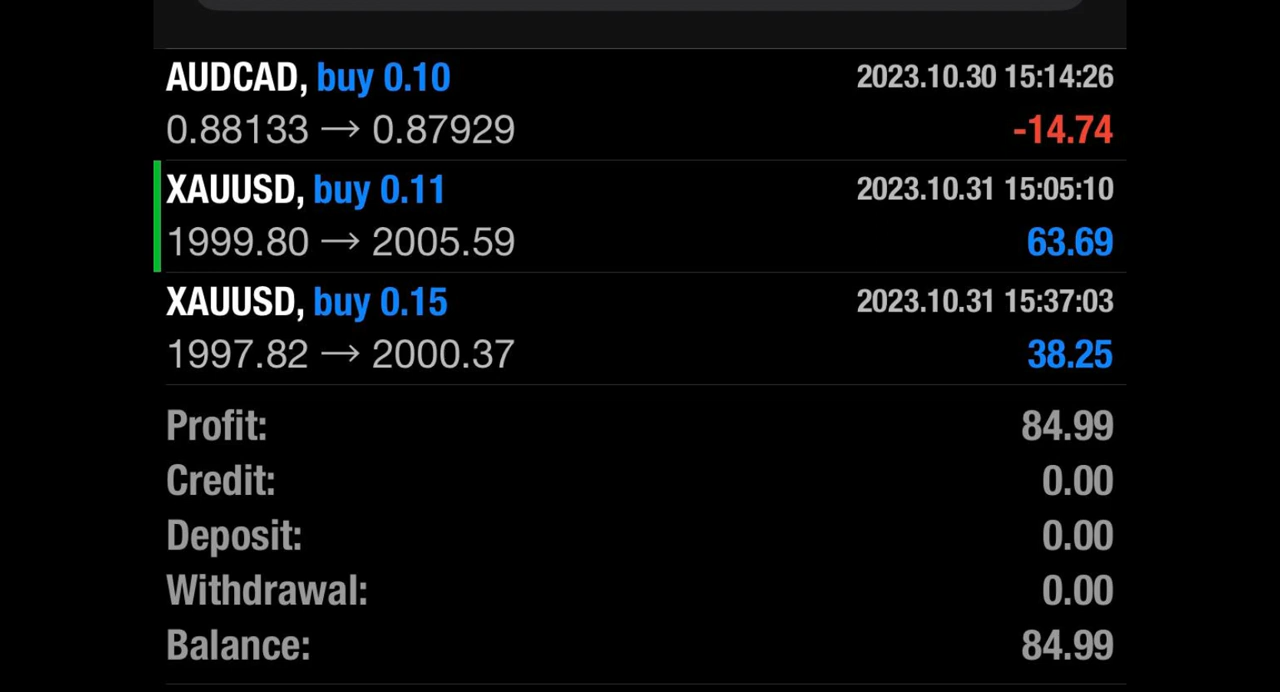 AUDCAD, buy 0.10 2023.10.30 15:14:26
0.88133 → 0.87929 -14.74
XAUUSD, buy 0.11 2023.10.31 15:05:10
1999.80 → 2005.59 63.69
XAUUSD, buy 0.15 2023.10.31 15:37:03
1997.82 → 2000.37 38.25
Profit: 84.99
Credit: 0.00
Deposit: 0.00
Withdrawal: 0.00
Balance: 84.99